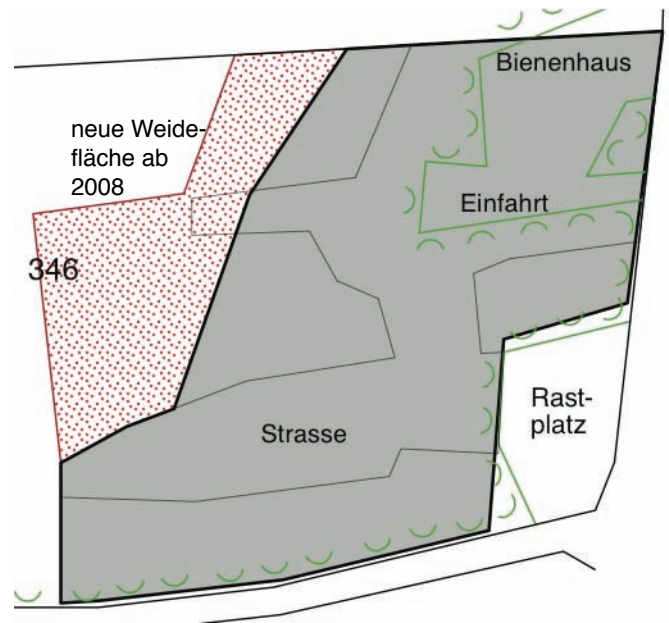 Bienenhaus
neue Weide-
fläche ab
2008
Einfahrt
346
Rast-
platz
Strasse